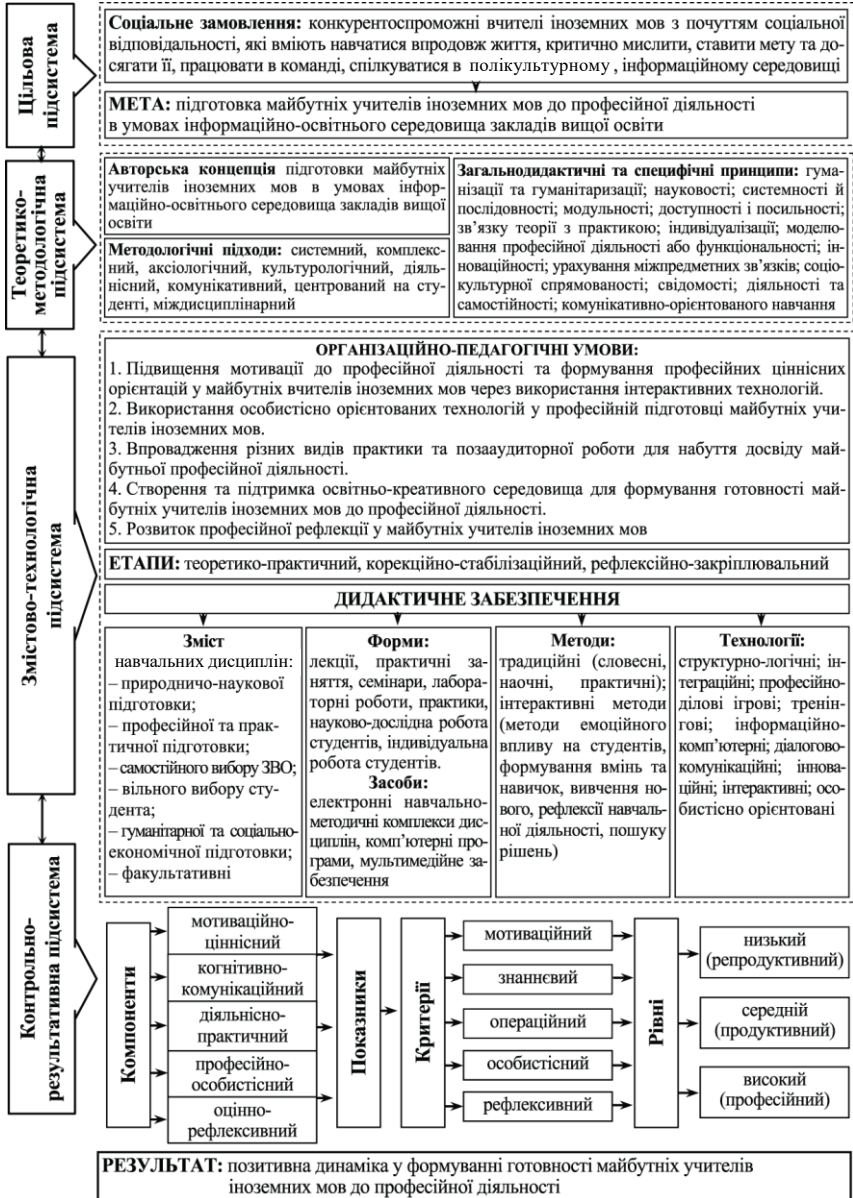 Цільова
підсистема
Соціальне замовлення: конкурентоспроможні вчителі іноземних мов з почуттям соціальної
відповідальності, які вміють навчатися впродовж життя, критично мислити, ставити мету та до-
сягати її, працювати в команді, спілкуватися в полікультурному, інформаційному середовищі
МЕТА: підготовка майбутніх учителів іноземних мов до професійної діяльності
в умовах інформаційно-освітнього середовища закладів вищої освіти
Теоретико-
методологічна
підсистема
Авторська концепція підготовки майбутніх
учителів іноземних мов в умовах інфор-
маційно-освітнього середовища закладів вищої
освіти
Методологічні підходи: системний, комплекс-
ний, аксіологічний, культурологічний, діяль-
нісний, комунікативний, центрований на сту-
денті, міждисциплінарний
Загальнодидактичні та специфічні принципи: гума-
нізації та гуманітаризації; науковості; системності й
послідовності; модульності; доступності і посильності;
зв’язку теорії з практикою; індивідуалізації; моделю-
вання професійної діяльності або функціональності; ін-
новаційності; урахування міжпредметних зв’язків; соціо-
культурної спрямованості; свідомості; діяльності та
самостійності; комунікативно-орієнтованого навчання
Змістово-технологічна
підсистема
ОРГАНІЗАЦІЙНО-ПЕДАГОГІЧНІ УМОВИ:
1. Підвищення мотивації до професійної діяльності та формування професійних ціннісних
орієнтацій у майбутніх вчителів іноземних мов через використання інтерактивних технологій.
2. Використання особистісно орієнтованих технологій у професійній підготовці майбутніх учи-
телів іноземних мов.
3. Впровадження різних видів практики та позааудиторної роботи для набуття досвіду май-
бутньої професійної діяльності.
4. Створення та підтримка освітньо-креативного середовища для формування готовності май-
бутніх учителів іноземних мов до професійної діяльності.
5. Розвиток професійної рефлексії у майбутніх учителів іноземних мов
ЕТАПИ: теоретико-практичний, корекційно-стабілізаційний, рефлексійно-закріплювальний
ДИДАКТИЧНЕ ЗАБЕЗПЕЧЕННЯ
Зміст
навчальних дисциплін:
– природничо-наукової
підготовки;
– професійної та прак-
тичної підготовки;
– самостійного вибору ЗВО;
– вільного вибору сту-
дента;
– гуманітарної та соціально-
економічної підготовки;
– факультативні
Форми:
лекції, практичні за-
няття, семінари, лабора-
торні роботи, практики,
науково-дослідна робота
студентів, індивідуальна
робота студентів.
Засоби:
електронні навчально-
методичні комплекси дис-
циплін, комп’ютерні про-
грами, мультимедійне за-
безпечення
Методи:
традиційні (словесні,
наочні, практичні);
інтерактивні методи
(методи емоційного
впливу на студентів,
формування вмінь та
навичок, вивчення но-
вого, рефлексії навчаль-
ної діяльності, пошуку
рішень)
Технології:
структурно-логічні; ін-
теграційні; професійно-
ділові ігрові; тренін-
гові; інформаційно-
комп’ютерні; діалогово-
комунікаційні; іннова-
ційні; інтерактивні; осо-
бистісно орієнтовані
Контрольно-
результативна підсистема
Компоненти
мотиваційно-
ціннісний
когнітивно-
комунікаційний
діяльнісно-
практичний
професійно-
особистісний
оцінно-
рефлексивний
Показники
Критерії
мотиваційний
знаннєвий
операційний
особистісний
рефлексивний
Рівні
низький
(репродуктивний)
середній
(продуктивний)
високий
(професійний)
РЕЗУЛЬТАТ: позитивна динаміка у формуванні готовності майбутніх учителів
іноземних мов до професійної діяльності